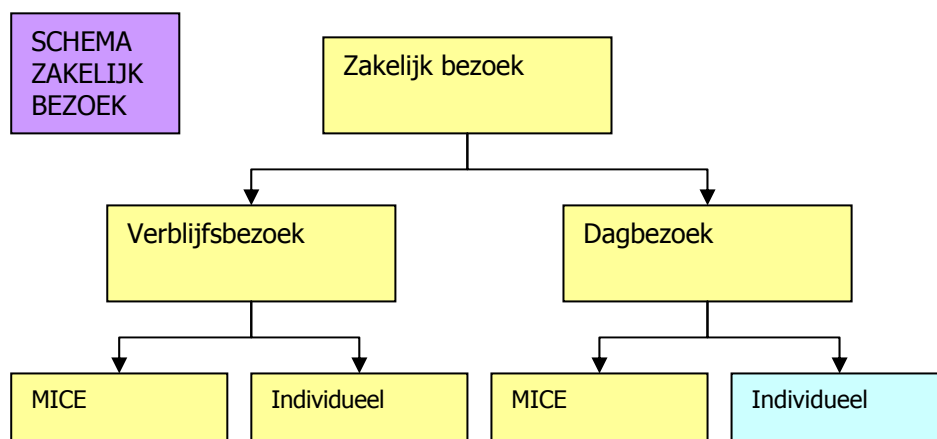 SCHEMA
ZAKELIJK
BEZOEK
Zakelijk bezoek
Verblijfsbezoek
Dagbezoek
MICE
Individueel
MICE
Individueel